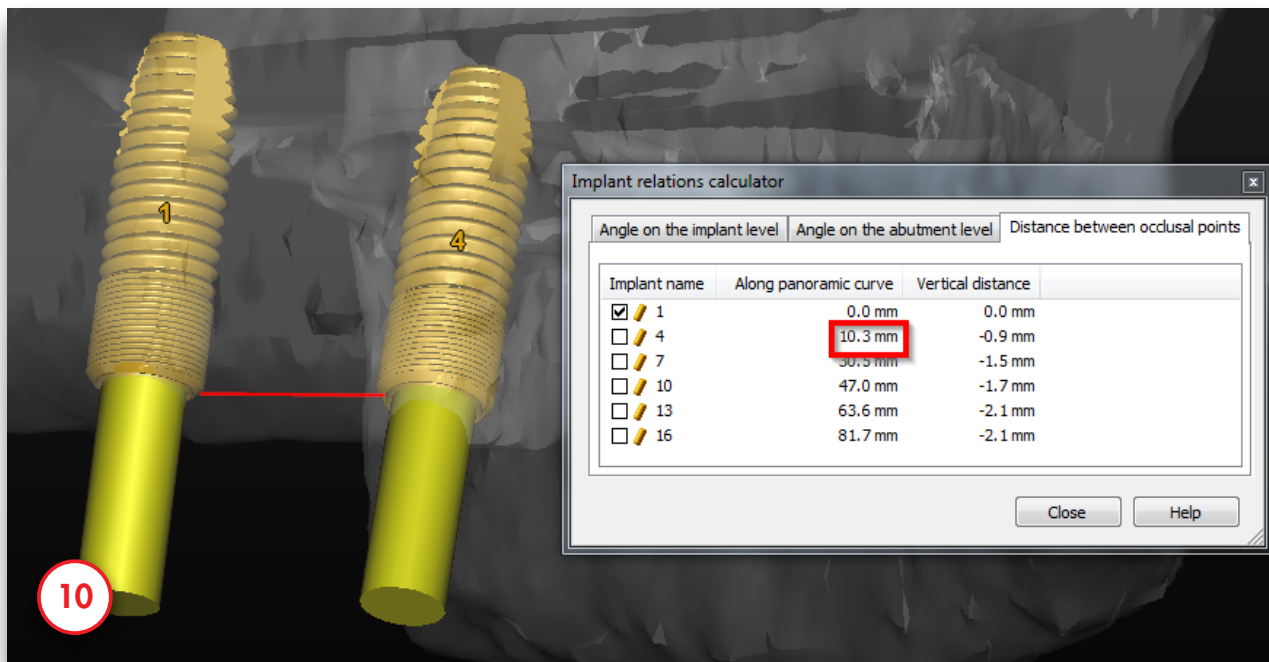 1
4
Implant relations calculator
x
Angle on the implant level Angle on the abutment level Distance between occlusal points
Implant name Along panoramic curve Vertical distance
1 0.0 mm 0.0 mm
4 10.3 mm -0.9 mm
7 30.5 mm -1.5 mm
10 47.0 mm -1.7 mm
13 63.6 mm -2.1 mm
16 81.7 mm -2.1 mm
Close Help
10